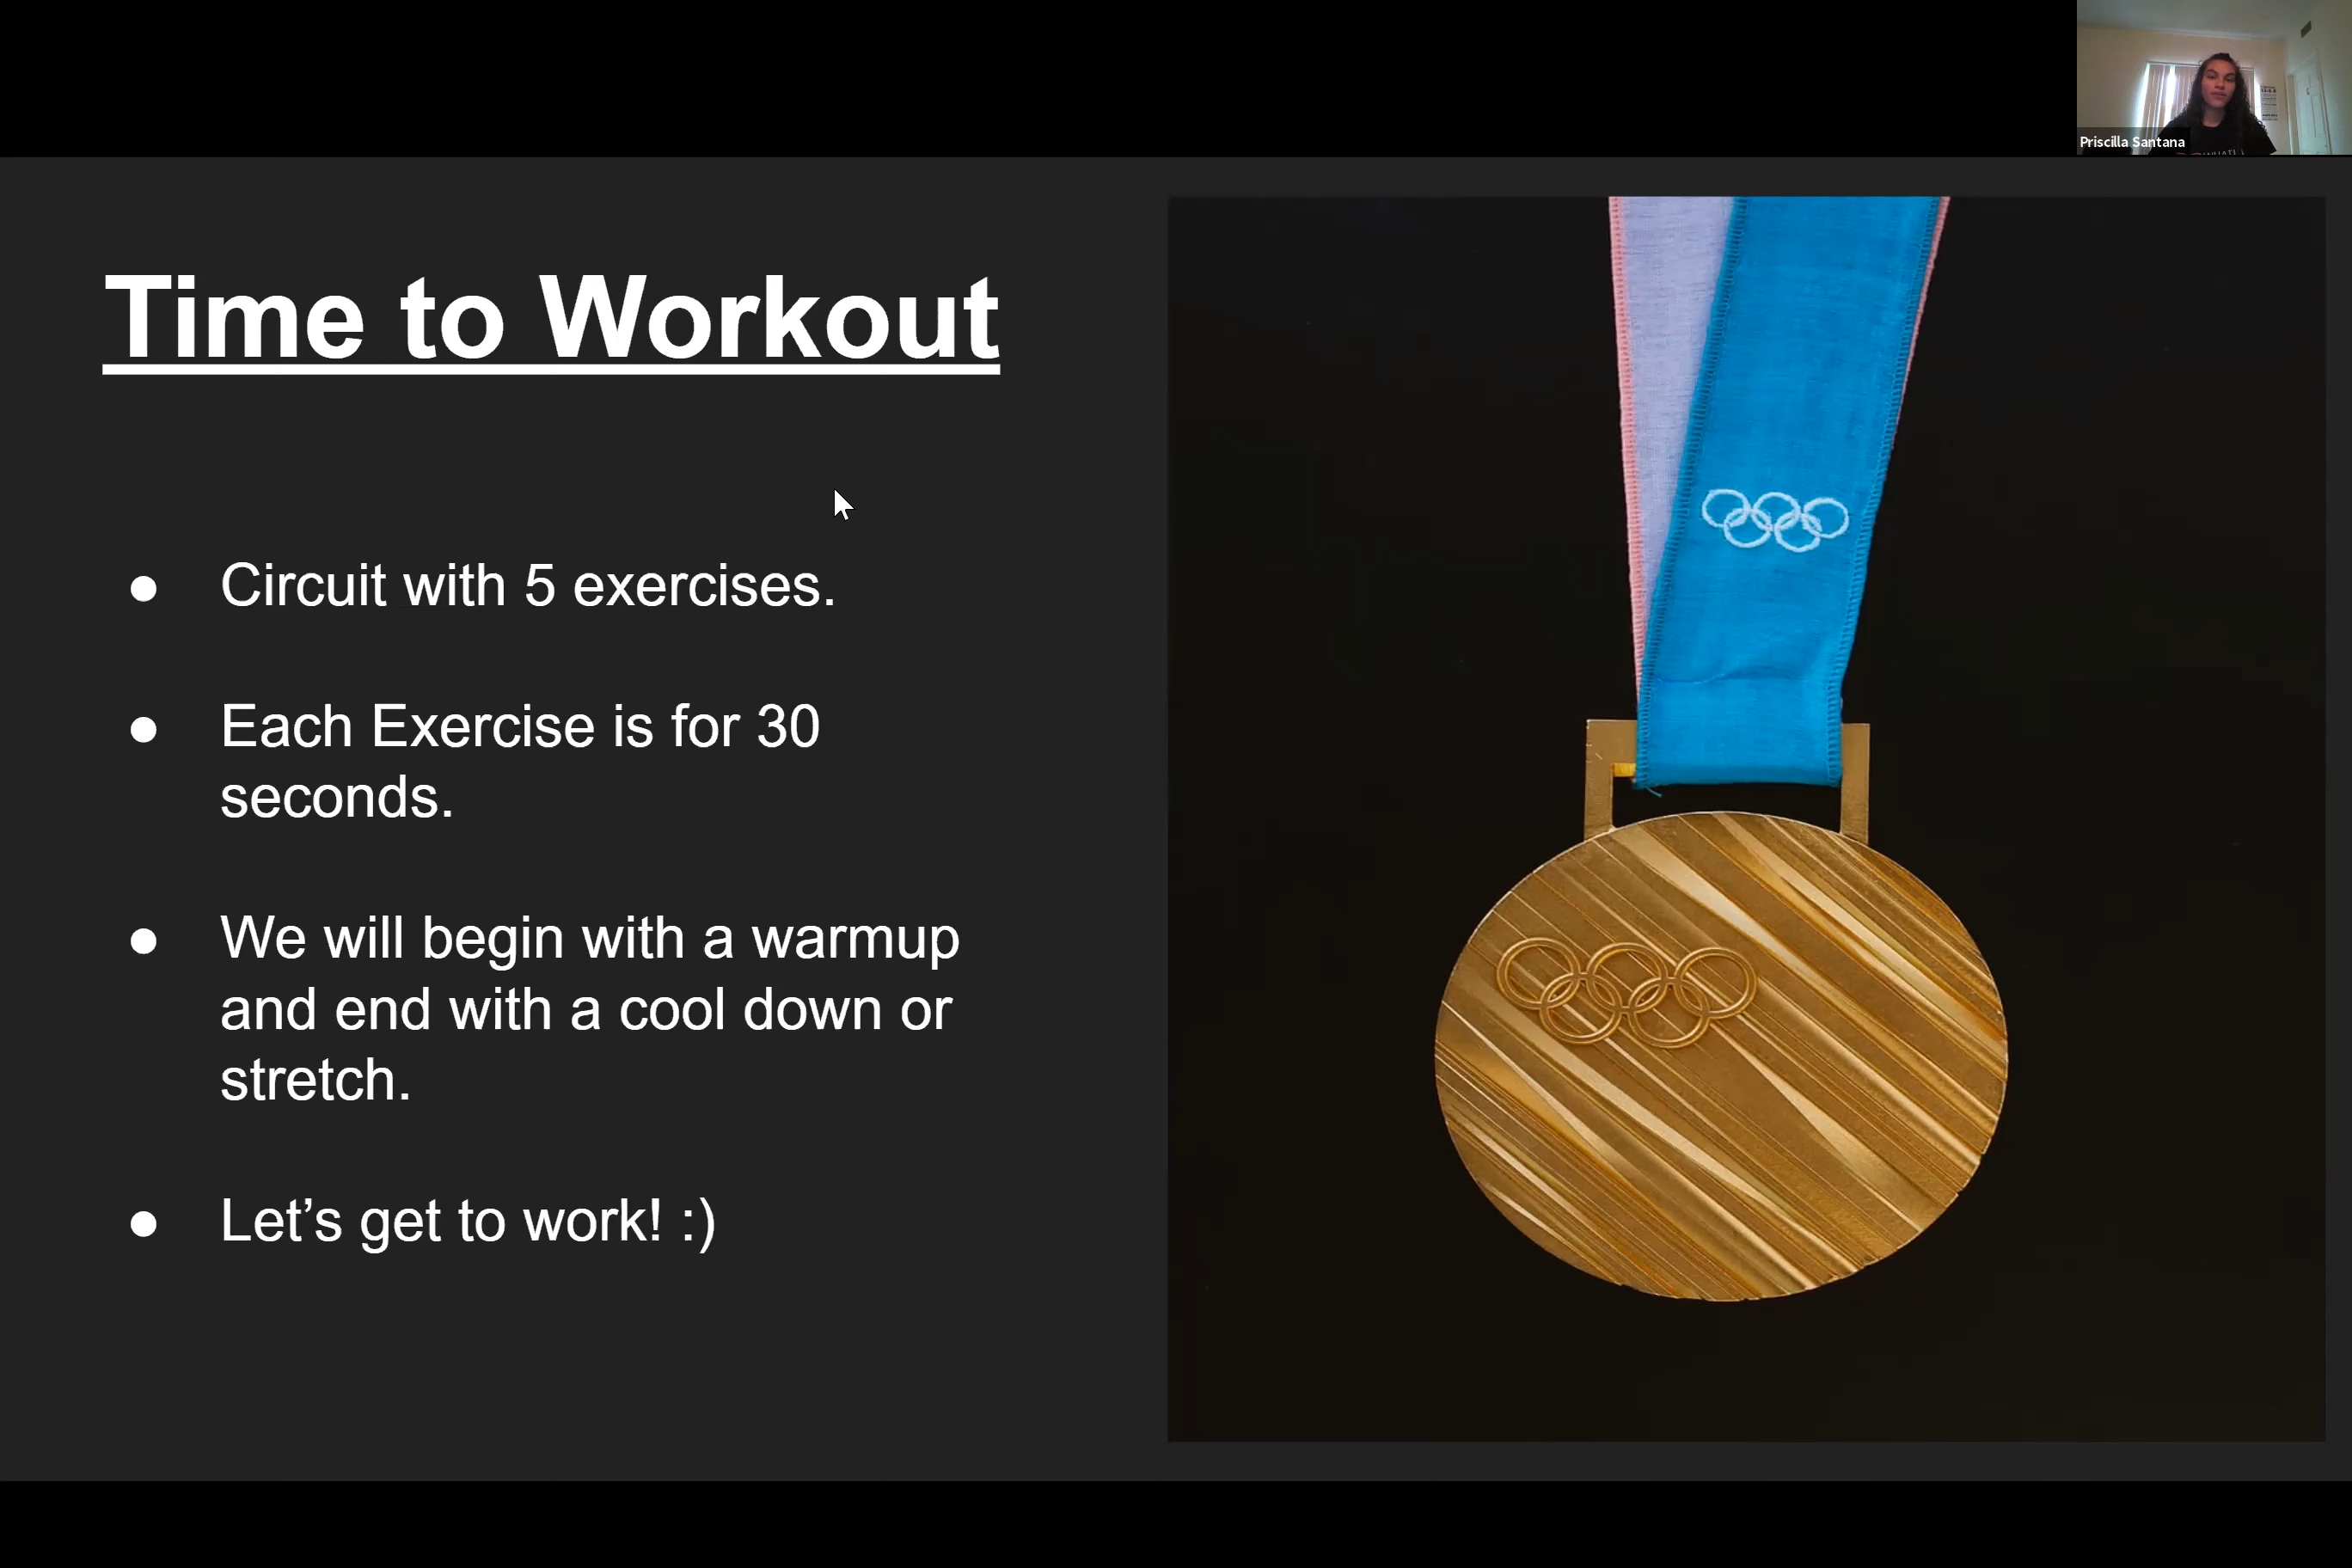 Priscilla Santana
Time to Workout
● Circuit with 5 exercises.
● Each Exercise is for 30
seconds.
● We will begin with a warmup
and end with a cool down or
stretch.
● Let’s get to work! :)